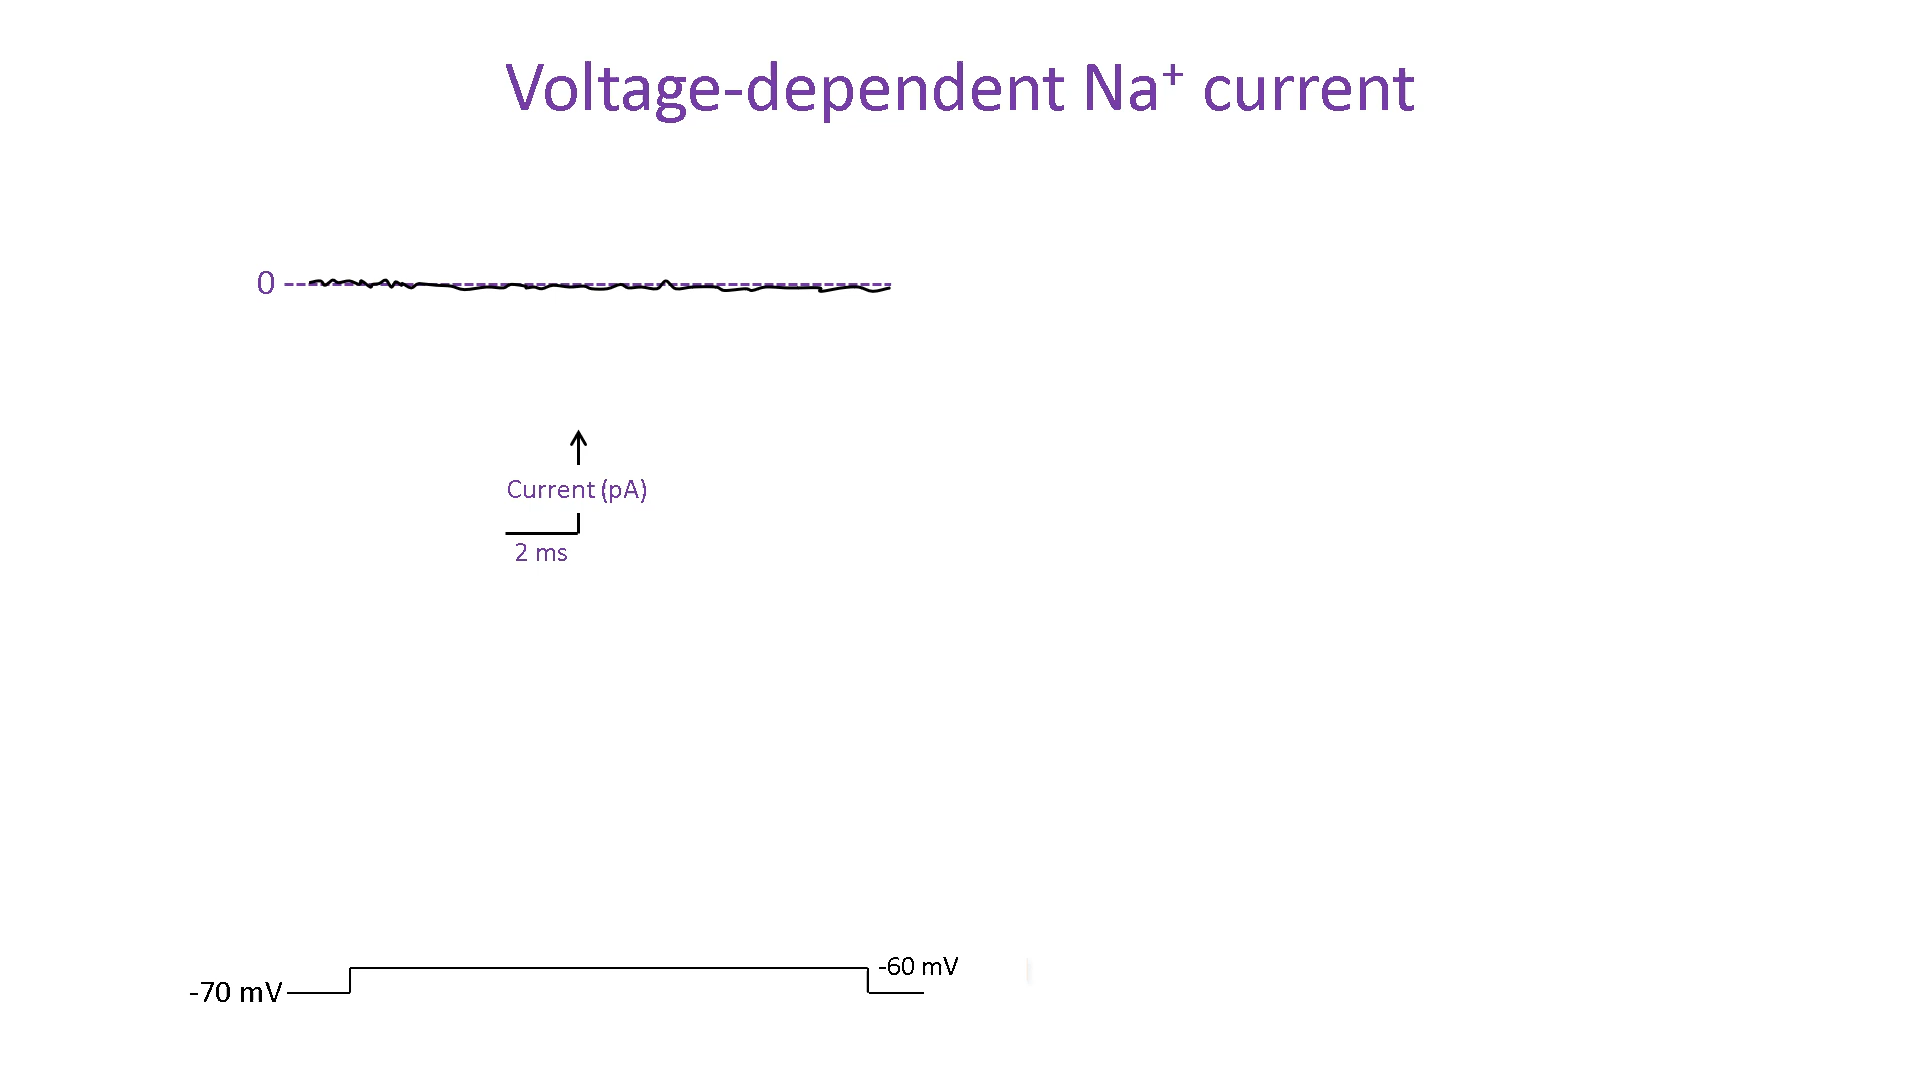 Voltage-dependent Na⁺ current
0
Current (pA)
2 ms
-60 mV
-70 mV